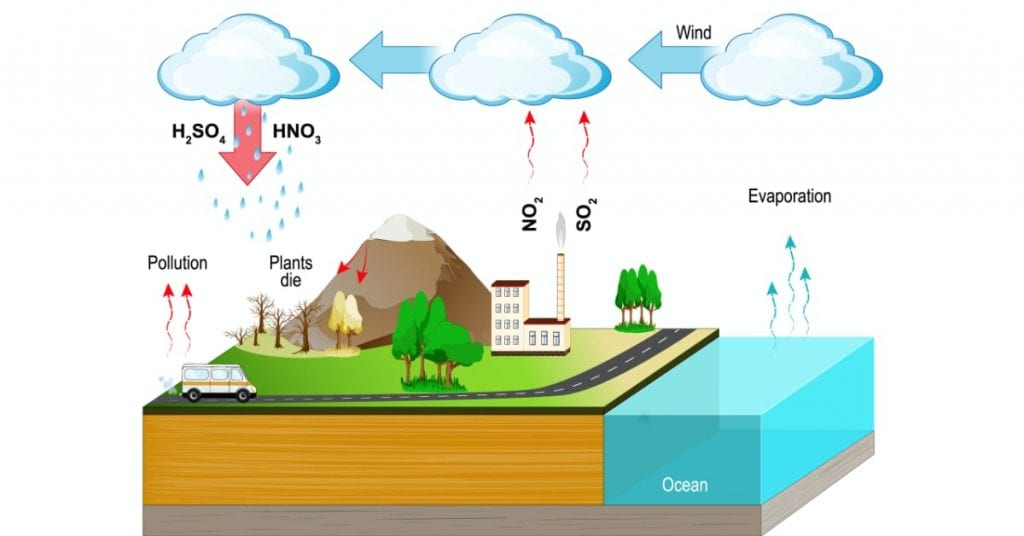 Wind
H₂SO₄
HNO₃
NO₂
SO₂
Evaporation
Pollution
Plants
die
Ocean